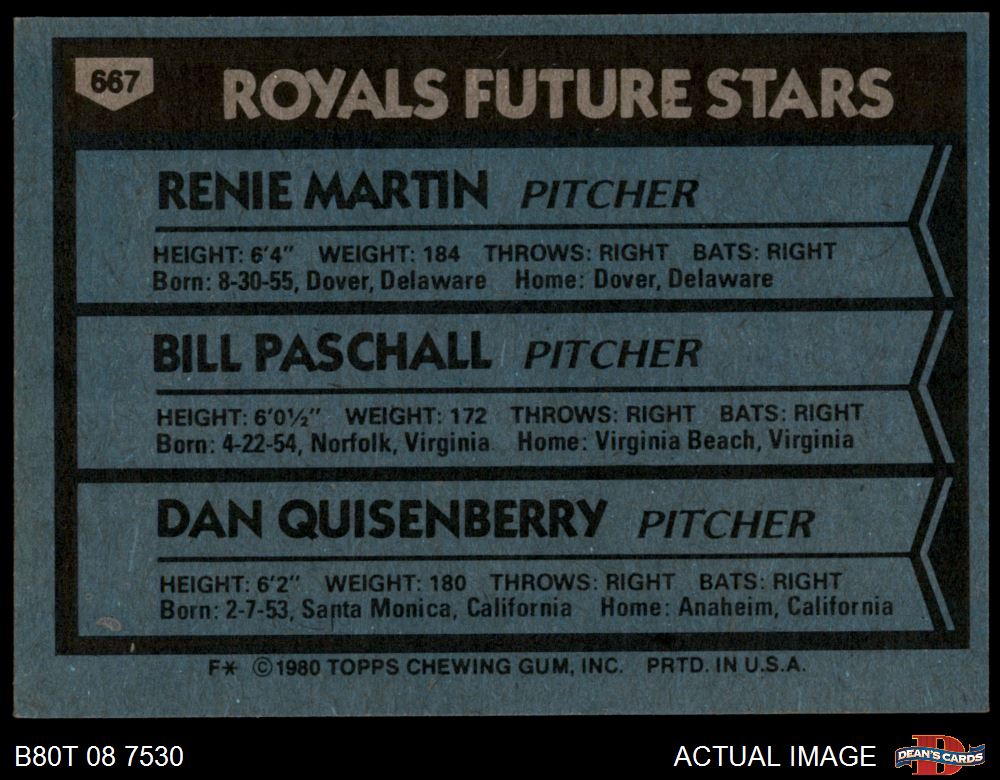 667
ROYALS FUTURE STARS
RENIE MARTIN PITCHER
HEIGHT: 6'4" WEIGHT: 184 THROWS: RIGHT BATS: RIGHT
Born: 8-30-55, Dover, Delaware Home: Dover, Delaware
BILL PASCHALL PITCHER
HEIGHT: 6'0½" WEIGHT: 172 THROWS: RIGHT BATS: RIGHT
Born: 4-22-54, Norfolk, Virginia Home: Virginia Beach, Virginia
DAN QUISENBERRY PITCHER
HEIGHT: 6'2" WEIGHT: 180 THROWS: RIGHT BATS: RIGHT
Born: 2-7-53, Santa Monica, California Home: Anaheim, California
F* ©1980 TOPPS CHEWING GUM, INC. PRTD. IN U.S.A.
B80T 08 7530
ACTUAL IMAGE
D
DEAN'S CARDS